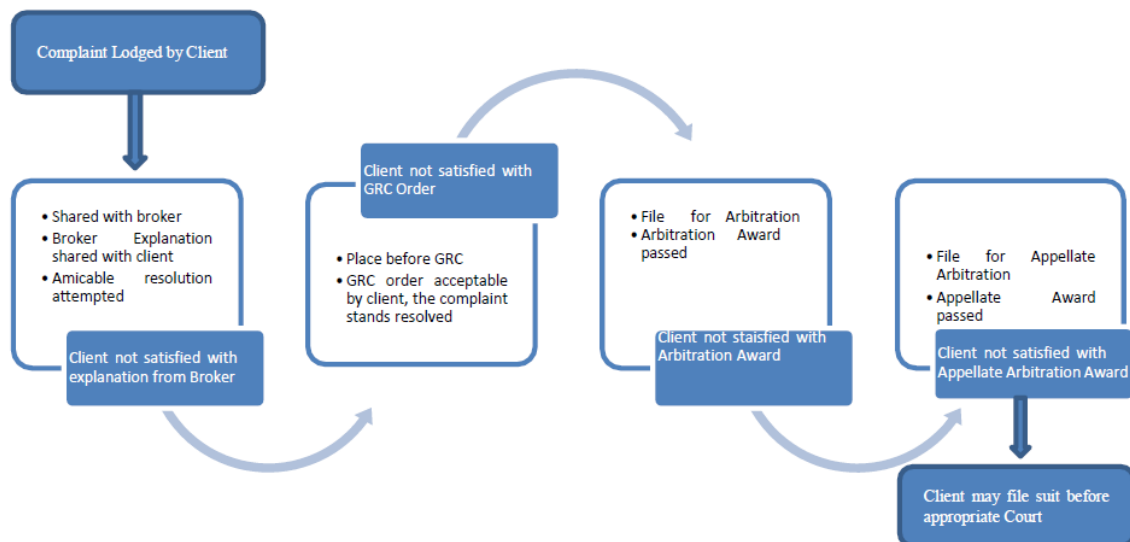 Complaint Lodged by Client
• Shared with broker
• Broker Explanation
shared with client
• Amicable resolution
attempted
Client not satisfied with
explanation from Broker
Client not satisfied with
GRC Order
• Place before GRC
• GRC order acceptable
by client, the complaint
stands resolved
• File for Arbitration
• Arbitration Award
passed
Client not staisfied with
Arbitration Award
• File for Appellate
Arbitration
• Appellate Award
passed
Client not satisfied with
Appellate Arbitration Award
Client may file suit before
appropriate Court